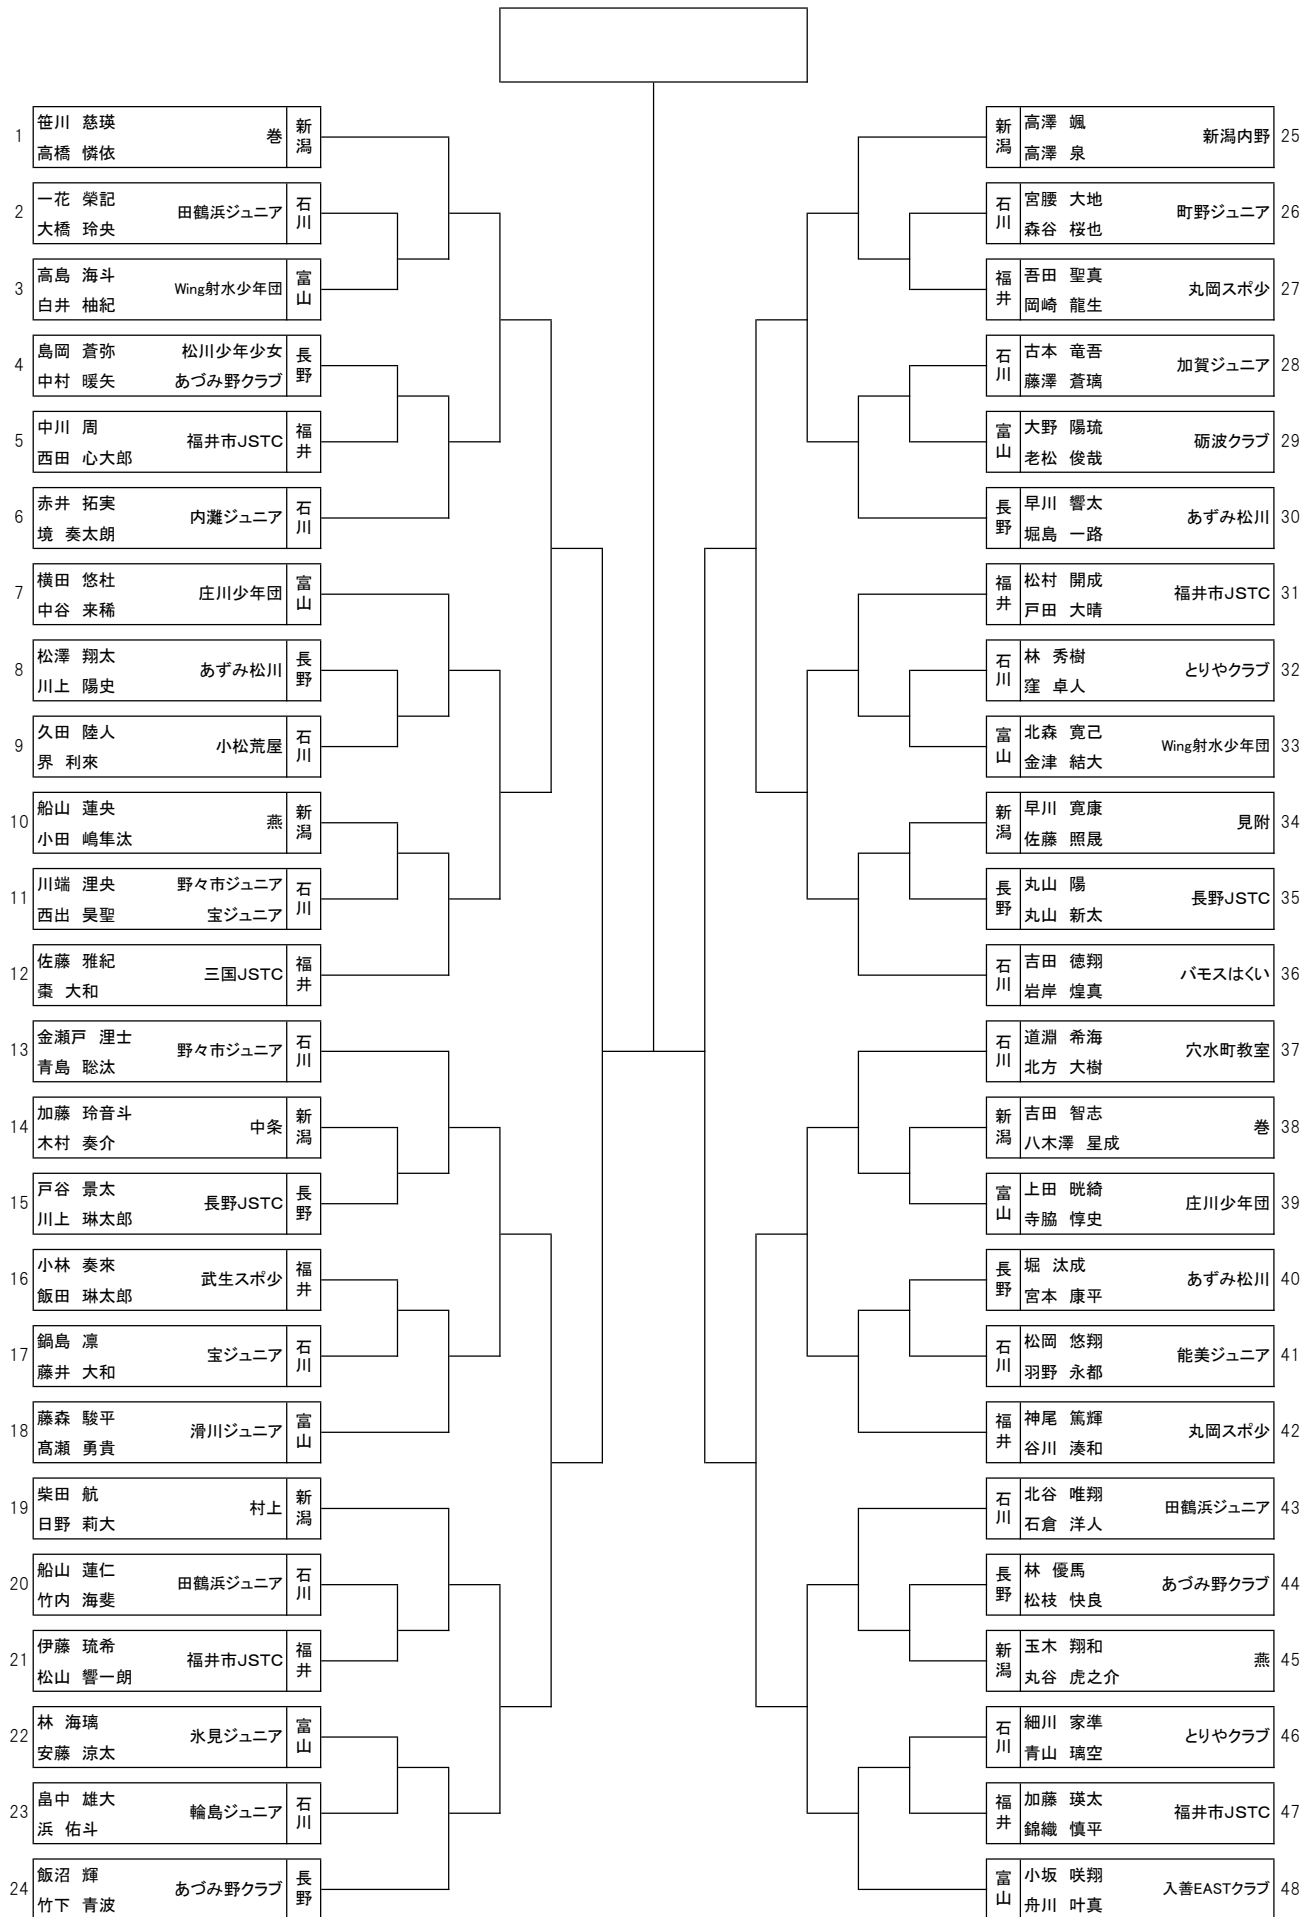 1 笹川 慈瑛 高橋 憐依 巻 新潟
2 一花 榮記 大橋 玲央 田鶴浜ジュニア 石川
3 高島 海斗 白井 柚紀 Wing射水少年団 富山
4 島岡 蒼弥 松川少年少女 中村 暖矢 あづみ野クラブ 長野
5 中川 周 西田 心大郎 福井市JSTC 福井
6 赤井 拓実 境 奏太朗 内灘ジュニア 石川
7 横田 悠杜 中谷 来稀 庄川少年団 富山
8 松澤 翔太 川上 陽史 あずみ松川 長野
9 久田 陸人 界 利來 小松荒屋 石川
10 船山 蓮央 小田 嶋隼汰 燕 新潟
11 川端 浬央 野々市ジュニア 西出 昊聖 宝ジュニア 石川
12 佐藤 雅紀 棗 大和 三国JSTC 福井
13 金瀬戸 浬士 青島 聡汰 野々市ジュニア 石川
14 加藤 玲音斗 木村 奏介 中条 新潟
15 戸谷 景太 川上 琳太郎 長野JSTC 長野
16 小林 奏來 飯田 琳太郎 武生スポ少 福井
17 鍋島 凛 藤井 大和 宝ジュニア 石川
18 藤森 駿平 髙瀬 勇貴 滑川ジュニア 富山
19 柴田 航 日野 莉大 村上 新潟
20 船山 蓮仁 竹内 海斐 田鶴浜ジュニア 石川
21 伊藤 琉希 松山 響一朗 福井市JSTC 福井
22 林 海璃 安藤 涼太 氷見ジュニア 富山
23 畠中 雄大 浜 佑斗 輪島ジュニア 石川
24 飯沼 輝 竹下 青波 あづみ野クラブ 長野
新潟 高澤 颯 高澤 泉 新潟内野 25
石川 宮腰 大地 森谷 桜也 町野ジュニア 26
福井 吾田 聖真 岡崎 龍生 丸岡スポ少 27
石川 古本 竜吾 藤澤 蒼璃 加賀ジュニア 28
富山 大野 陽琉 老松 俊哉 砺波クラブ 29
長野 早川 響太 堀島 一路 あずみ松川 30
福井 松村 開成 戸田 大晴 福井市JSTC 31
石川 林 秀樹 窪 卓人 とりやクラブ 32
富山 北森 寛己 金津 結大 Wing射水少年団 33
新潟 早川 寛康 佐藤 照晟 見附 34
長野 丸山 陽 丸山 新太 長野JSTC 35
石川 吉田 徳翔 岩岸 煌真 バモスはくい 36
石川 道淵 希海 北方 大樹 穴水町教室 37
新潟 吉田 智志 八木澤 星成 巻 38
富山 上田 晄綺 寺脇 惇史 庄川少年団 39
長野 堀 汰成 宮本 康平 あずみ松川 40
石川 松岡 悠翔 羽野 永都 能美ジュニア 41
福井 神尾 篤輝 谷川 湊和 丸岡スポ少 42
石川 北谷 唯翔 石倉 洋人 田鶴浜ジュニア 43
長野 林 優馬 松枝 快良 あづみ野クラブ 44
新潟 玉木 翔和 丸谷 虎之介 燕 45
石川 細川 家準 青山 璃空 とりやクラブ 46
福井 加藤 瑛太 錦織 慎平 福井市JSTC 47
富山 小坂 咲翔 舟川 叶真 入善EASTクラブ 48